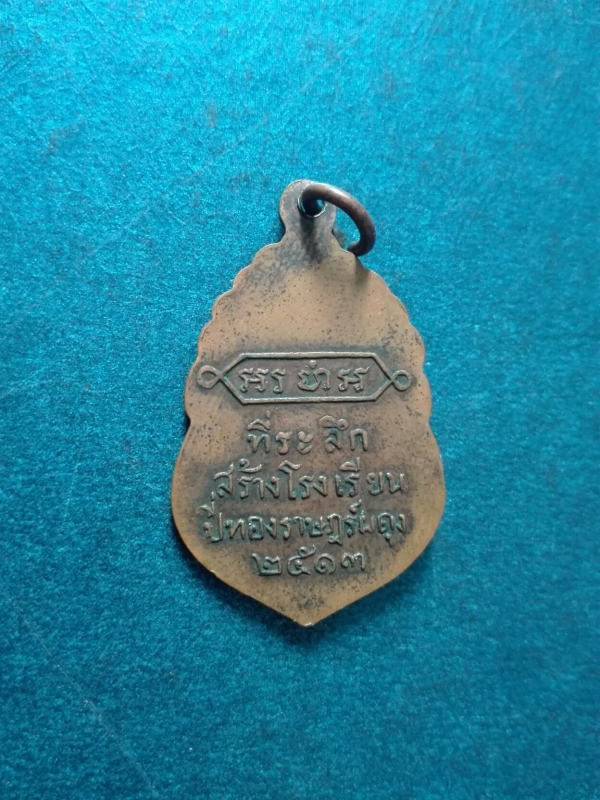 ที่ระลึก
สร้างโรงเรียน
ปี่ทองราษฎร์ผดุง
๒๕๑๓